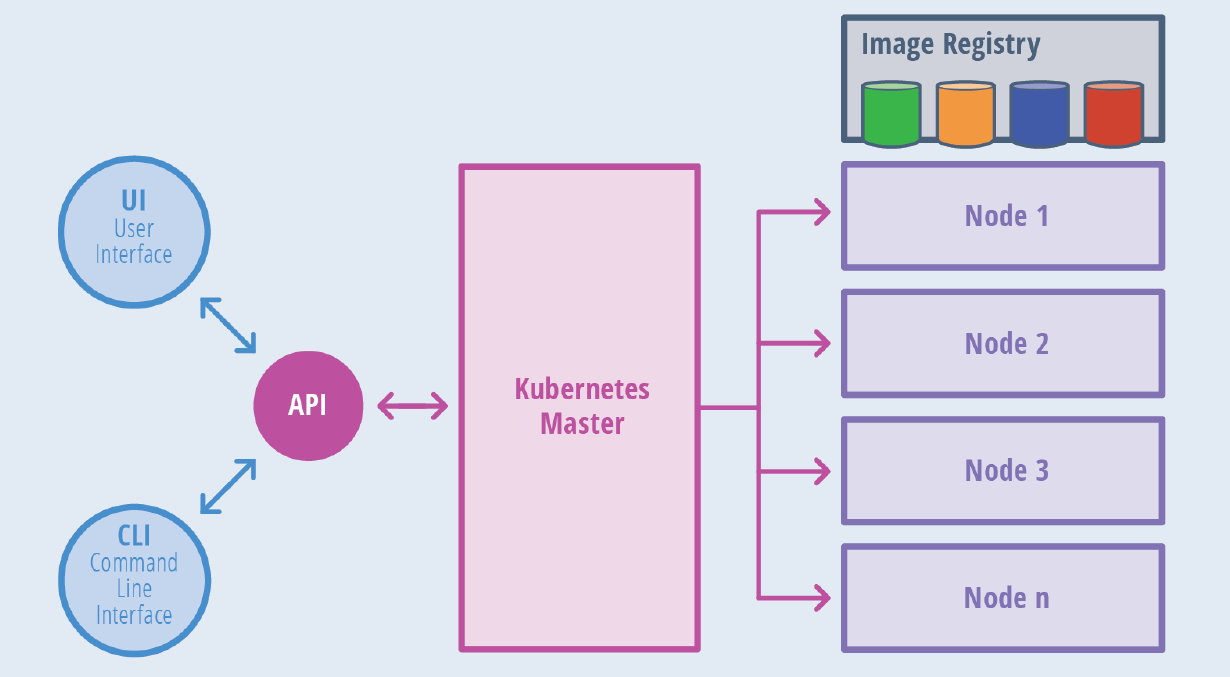 Image Registry
UI
User
Interface
API
CLI
Command
Line
Interface
Kubernetes
Master
Node 1
Node 2
Node 3
Node n